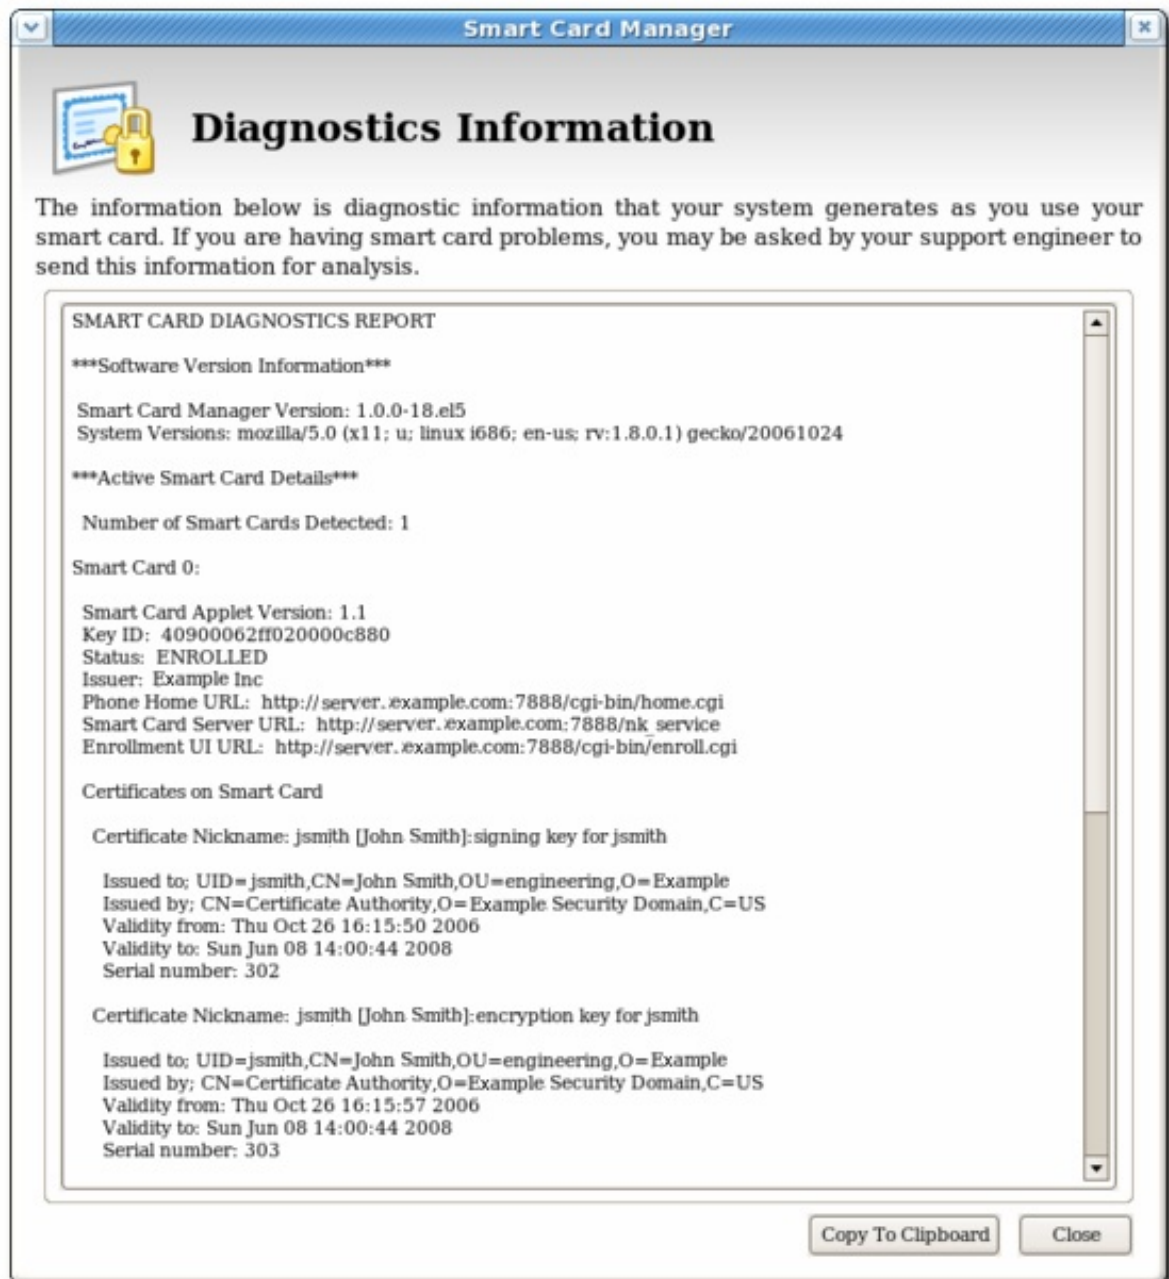 Smart Card Manager
Diagnostics Information
The information below is diagnostic information that your system generates as you use your
smart card. If you are having smart card problems, you may be asked by your support engineer to
send this information for analysis.
SMART CARD DIAGNOSTICS REPORT
***Software Version Information***
Smart Card Manager Version: 1.0.0-18.el5
System Versions: mozilla/5.0 (x11; u; linux i686; en-us; rv:1.8.0.1) gecko/20061024
***Active Smart Card Details***
Number of Smart Cards Detected: 1
Smart Card 0:
Smart Card Applet Version: 1.1
Key ID: 40900062ff020000c880
Status: ENROLLED
Issuer: Example Inc
Phone Home URL: http://server.example.com:7888/cgi-bin/home.cgi
Smart Card Server URL: http://server.example.com:7888/nk_service
Enrollment UI URL: http://server.example.com:7888/cgi-bin/enroll.cgi
Certificates on Smart Card
Certificate Nickname: jsmith [John Smith]:signing key for jsmith
Issued to; UID=jsmith,CN=John Smith,OU=engineering,O=Example
Issued by; CN=Certificate Authority,O=Example Security Domain,C=US
Validity from: Thu Oct 26 16:15:50 2006
Validity to: Sun Jun 08 14:00:44 2008
Serial number: 302
Certificate Nickname: jsmith [John Smith]:encryption key for jsmith
Issued to; UID=jsmith,CN=John Smith,OU=engineering,O=Example
Issued by; CN=Certificate Authority,O=Example Security Domain,C=US
Validity from: Thu Oct 26 16:15:57 2006
Validity to: Sun Jun 08 14:00:44 2008
Serial number: 303
Copy To Clipboard
Close